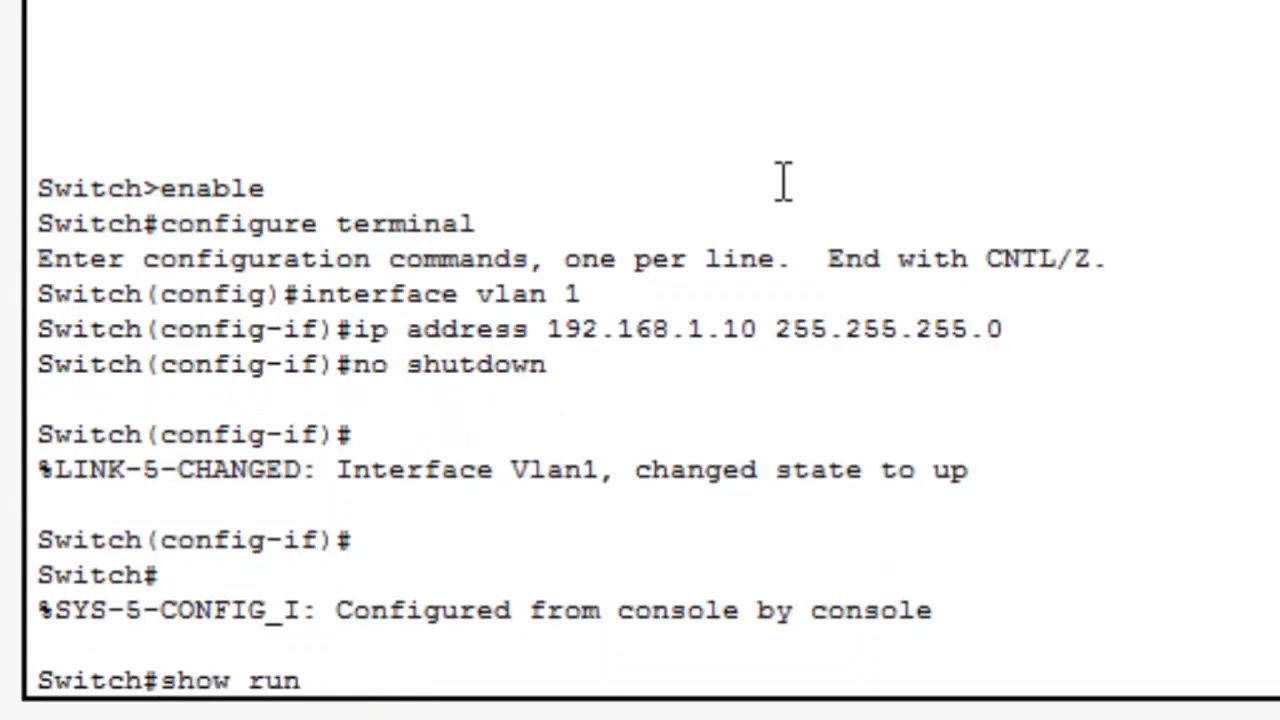 Switch>enable
Switch#configure terminal
Enter configuration commands, one per line.  End with CNTL/Z.
Switch(config)#interface vlan 1
Switch(config-if)#ip address 192.168.1.10 255.255.255.0
Switch(config-if)#no shutdown
Switch(config-if)#
%LINK-5-CHANGED: Interface Vlan1, changed state to up
Switch(config-if)#
Switch#
%SYS-5-CONFIG_I: Configured from console by console
Switch#show run